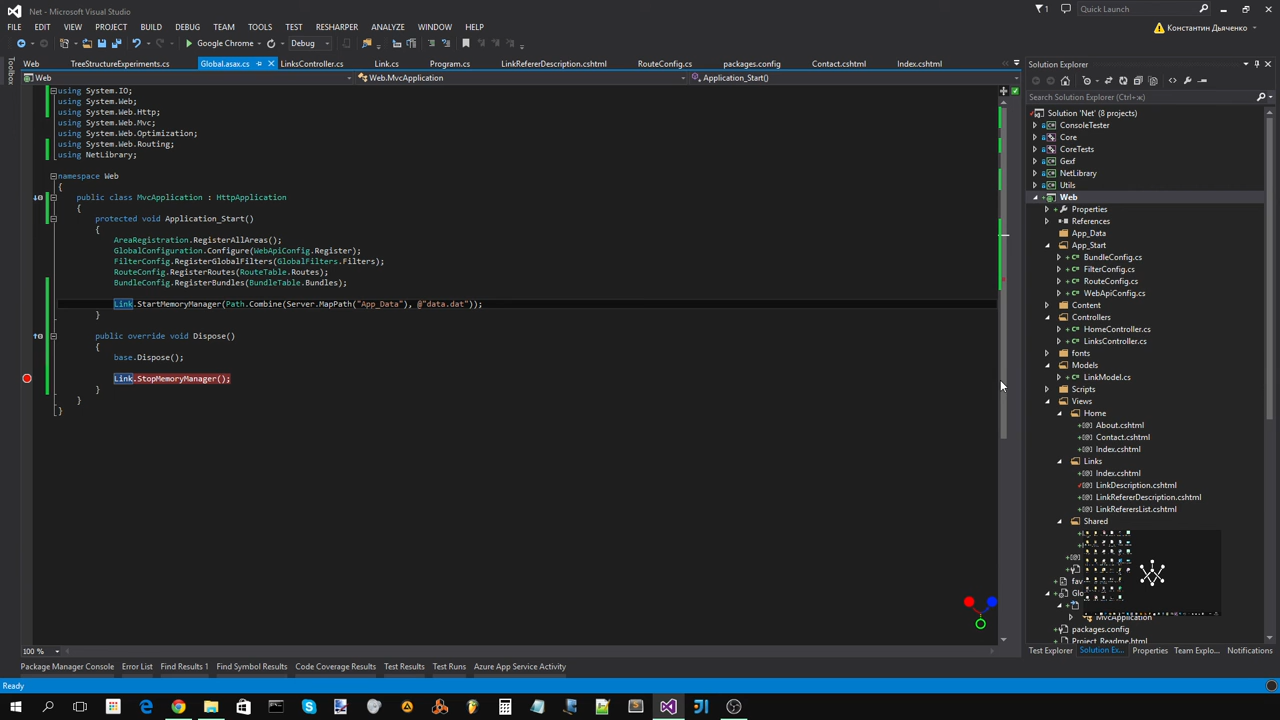 Net - Microsoft Visual Studio
1
Quick Launch
FILE EDIT VIEW PROJECT BUILD DEBUG TEAM TOOLS TEST RESHARPER ANALYZE WINDOW HELP
Константин Дьяченко
Google Chrome Debug
Toolbox
Web TreeStructureExperiments.cs Global.asax.cs LinksController.cs Link.cs Program.cs LinkRefererDescription.cshtml RouteConfig.cs packages.config Contact.cshtml Index.cshtml
Web Web.MvcApplication Application_Start()
using System.IO;
using System.Web;
using System.Web.Http;
using System.Web.Mvc;
using System.Web.Optimization;
using System.Web.Routing;
using NetLibrary;
namespace Web
{
public class MvcApplication : HttpApplication
{
protected void Application_Start()
{
AreaRegistration.RegisterAllAreas();
GlobalConfiguration.Configure(WebApiConfig.Register);
FilterConfig.RegisterGlobalFilters(GlobalFilters.Filters);
RouteConfig.RegisterRoutes(RouteTable.Routes);
BundleConfig.RegisterBundles(BundleTable.Bundles);
Link.StartMemoryManager(Path.Combine(Server.MapPath("App_Data"), @"data.dat"));
}
public override void Dispose()
{
base.Dispose();
Link.StopMemoryManager();
}
}
}
100 %
Solution Explorer
Search Solution Explorer (Ctrl+ж)
Solution 'Net' (8 projects)
ConsoleTester
Core
CoreTests
Gexf
NetLibrary
Utils
Web
Properties
References
App_Data
App_Start
BundleConfig.cs
FilterConfig.cs
RouteConfig.cs
WebApiConfig.cs
Content
Controllers
HomeController.cs
LinksController.cs
fonts
Models
LinkModel.cs
Scripts
Views
Home
About.cshtml
Contact.cshtml
Index.cshtml
Links
Index.cshtml
LinkDescription.cshtml
LinkRefererDescription.cshtml
LinkReferersList.cshtml
Shared
fav
Glo
MvcApplication
packages.config
Project_Readme.html
Test Explorer Solution Ex... Properties Team Explo... Notifications
Package Manager Console Error List Find Results 1 Find Symbol Results Code Coverage Results Test Results Test Runs Azure App Service Activity
Ready